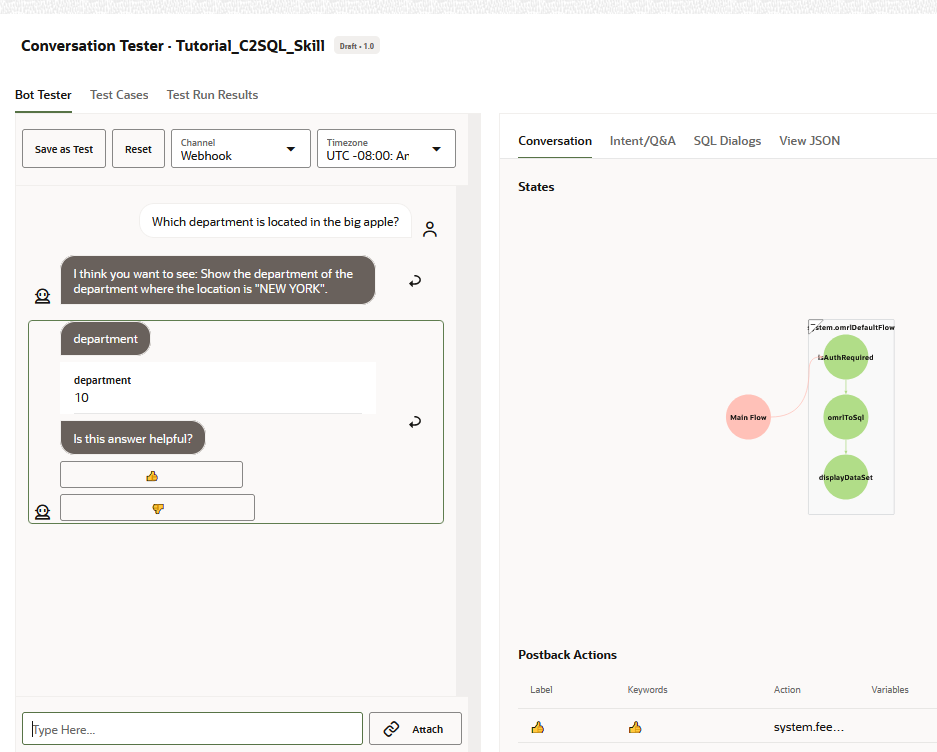 Conversation Tester · Tutorial_C2SQL_Skill Draft • 1.0
Bot Tester Test Cases Test Run Results
Save as Test
Reset
Channel
Webhook
Timezone
UTC -08:00: Ar
Which department is located in the big apple?
I think you want to see: Show the department of the
department where the location is "NEW YORK".
department
department
10
Is this answer helpful?
Type Here...
Attach
Conversation Intent/Q&A SQL Dialogs View JSON
States
stem.omrlDefaultFlow
isAuthRequired
Main Flow
omrlToSql
displayDataSet
Postback Actions
Label Keywords Action Variables
system.fee...